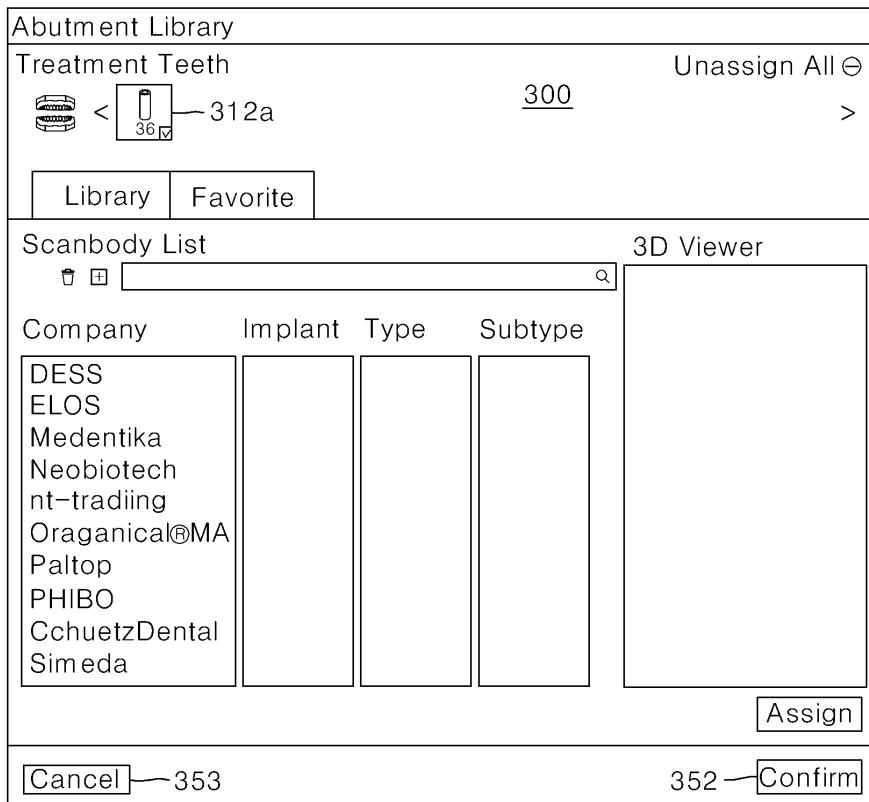 Abutment Library
Treatment Teeth
Unassign All ⊖
< 36 312a 300 >
Library Favorite
Scanbody List 3D Viewer
Company Implant Type Subtype
DESS
ELOS
Medentika
Neobiotech
nt-tradiing
Oraganical®MA
Paltop
PHIBO
CchuetzDental
Simeda
Assign
Cancel 353 352 Confirm